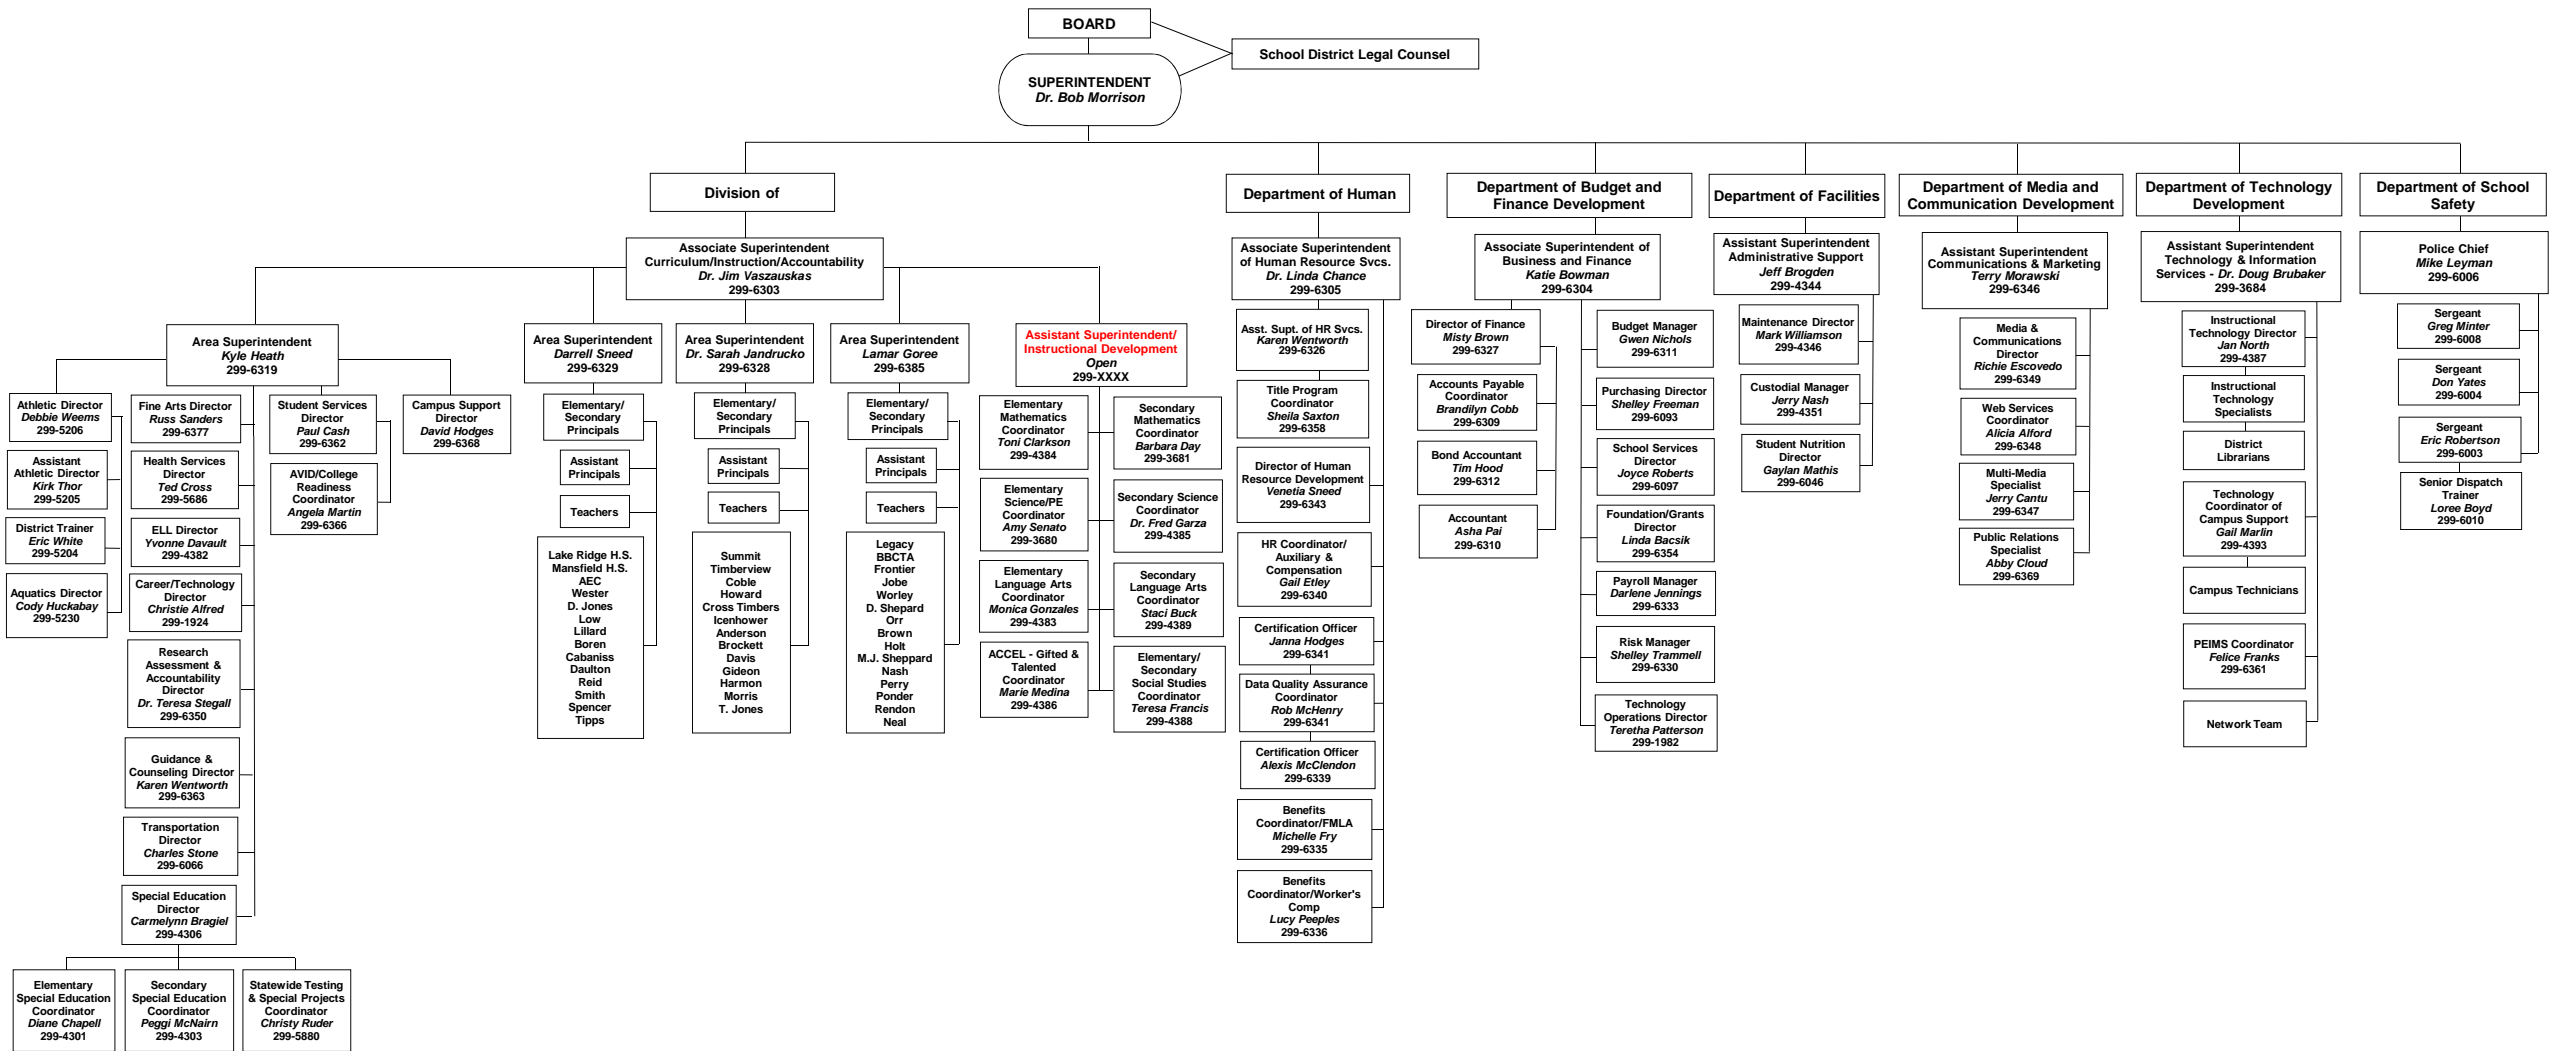 BOARD
School District Legal Counsel
SUPERINTENDENT
Dr. Bob Morrison
Division of
Associate Superintendent
Curriculum/Instruction/Accountability
Dr. Jim Vaszauskas
299-6303
Area Superintendent
Kyle Heath
299-6319
Athletic Director
Debbie Weems
299-5206
Assistant
Athletic Director
Kirk Thor
299-5205
District Trainer
Eric White
299-5204
Aquatics Director
Cody Huckabay
299-5230
Fine Arts Director
Russ Sanders
299-6377
Health Services
Director
Ted Cross
299-5686
ELL Director
Yvonne Davault
299-4382
Career/Technology
Director
Christie Alfred
299-1924
Research
Assessment &
Accountability
Director
Dr. Teresa Stegall
299-6350
Guidance &
Counseling Director
Karen Wentworth
299-6363
Transportation
Director
Charles Stone
299-6066
Special Education
Director
Carmelynn Bragiel
299-4306
Elementary
Special Education
Coordinator
Diane Chapell
299-4301
Secondary
Special Education
Coordinator
Peggi McNairn
299-4303
Statewide Testing
& Special Projects
Coordinator
Christy Ruder
299-5880
Student Services
Director
Paul Cash
299-6362
AVID/College
Readiness
Coordinator
Angela Martin
299-6366
Campus Support
Director
David Hodges
299-6368
Area Superintendent
Darrell Sneed
299-6329
Elementary/
Secondary
Principals
Assistant
Principals
Teachers
Lake Ridge H.S.
Mansfield H.S.
AEC
Wester
D. Jones
Low
Lillard
Boren
Cabaniss
Daulton
Reid
Smith
Spencer
Tipps
Area Superintendent
Dr. Sarah Jandrucko
299-6328
Elementary/
Secondary
Principals
Assistant
Principals
Teachers
Summit
Timberview
Coble
Howard
Cross Timbers
Icenhower
Anderson
Brockett
Davis
Gideon
Harmon
Morris
T. Jones
Area Superintendent
Lamar Goree
299-6385
Elementary/
Secondary
Principals
Assistant
Principals
Teachers
Legacy
BBCTA
Frontier
Jobe
Worley
D. Shepard
Orr
Brown
Holt
M.J. Sheppard
Nash
Perry
Ponder
Rendon
Neal
Assistant Superintendent/
Instructional Development
Open
299-XXXX
Elementary
Mathematics
Coordinator
Toni Clarkson
299-4384
Secondary
Mathematics
Coordinator
Barbara Day
299-3681
Elementary
Science/PE
Coordinator
Amy Senato
299-3680
Secondary Science
Coordinator
Dr. Fred Garza
299-4385
Elementary
Language Arts
Coordinator
Monica Gonzales
299-4383
Secondary
Language Arts
Coordinator
Staci Buck
299-4389
ACCEL - Gifted &
Talented
Coordinator
Marie Medina
299-4386
Elementary/
Secondary
Social Studies
Coordinator
Teresa Francis
299-4388
Department of Human
Associate Superintendent
of Human Resource Svcs.
Dr. Linda Chance
299-6305
Asst. Supt. of HR Svcs.
Karen Wentworth
299-6326
Title Program
Coordinator
Sheila Saxton
299-6358
Director of Human
Resource Development
Venetia Sneed
299-6343
HR Coordinator/
Auxiliary &
Compensation
Gail Etley
299-6340
Certification Officer
Janna Hodges
299-6341
Data Quality Assurance
Coordinator
Rob McHenry
299-6341
Certification Officer
Alexis McClendon
299-6339
Benefits
Coordinator/FMLA
Michelle Fry
299-6335
Benefits
Coordinator/Worker's
Comp
Lucy Peeples
299-6336
Department of Budget and
Finance Development
Associate Superintendent of
Business and Finance
Katie Bowman
299-6304
Director of Finance
Misty Brown
299-6327
Accounts Payable
Coordinator
Brandilyn Cobb
299-6309
Bond Accountant
Tim Hood
299-6312
Accountant
Asha Pai
299-6310
Budget Manager
Gwen Nichols
299-6311
Purchasing Director
Shelley Freeman
299-6093
School Services
Director
Joyce Roberts
299-6097
Foundation/Grants
Director
Linda Bacsik
299-6354
Payroll Manager
Darlene Jennings
299-6333
Risk Manager
Shelley Trammell
299-6330
Technology
Operations Director
Teretha Patterson
299-1982
Department of Facilities
Assistant Superintendent
Administrative Support
Jeff Brogden
299-4344
Maintenance Director
Mark Williamson
299-4346
Custodial Manager
Jerry Nash
299-4351
Student Nutrition
Director
Gaylan Mathis
299-6046
Department of Media and
Communication Development
Assistant Superintendent
Communications & Marketing
Terry Morawski
299-6346
Media &
Communications
Director
Richie Escovedo
299-6349
Web Services
Coordinator
Alicia Alford
299-6348
Multi-Media
Specialist
Jerry Cantu
299-6347
Public Relations
Specialist
Abby Cloud
299-6369
Department of Technology
Development
Assistant Superintendent
Technology & Information
Services - Dr. Doug Brubaker
299-3684
Instructional
Technology Director
Jan North
299-4387
Instructional
Technology
Specialists
District
Librarians
Technology
Coordinator of
Campus Support
Gail Marlin
299-4393
Campus Technicians
PEIMS Coordinator
Felice Franks
299-6361
Network Team
Department of School
Safety
Police Chief
Mike Leyman
299-6006
Sergeant
Greg Minter
299-6008
Sergeant
Don Yates
299-6004
Sergeant
Eric Robertson
299-6003
Senior Dispatch
Trainer
Loree Boyd
299-6010